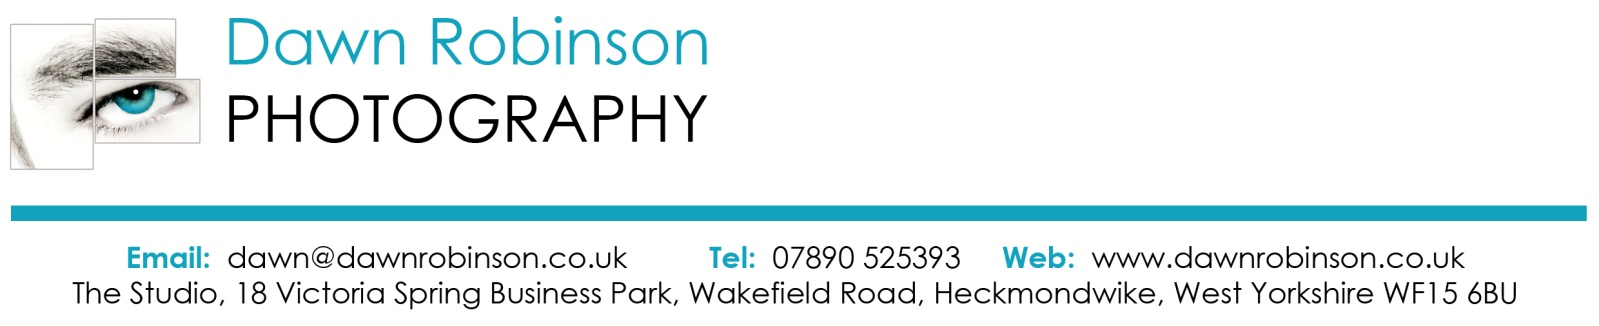 Dawn Robinson
PHOTOGRAPHY
Email: dawn@dawnrobinson.co.uk Tel: 07890 525393 Web: www.dawnrobinson.co.uk
The Studio, 18 Victoria Spring Business Park, Wakefield Road, Heckmondwike, West Yorkshire WF15 6BU